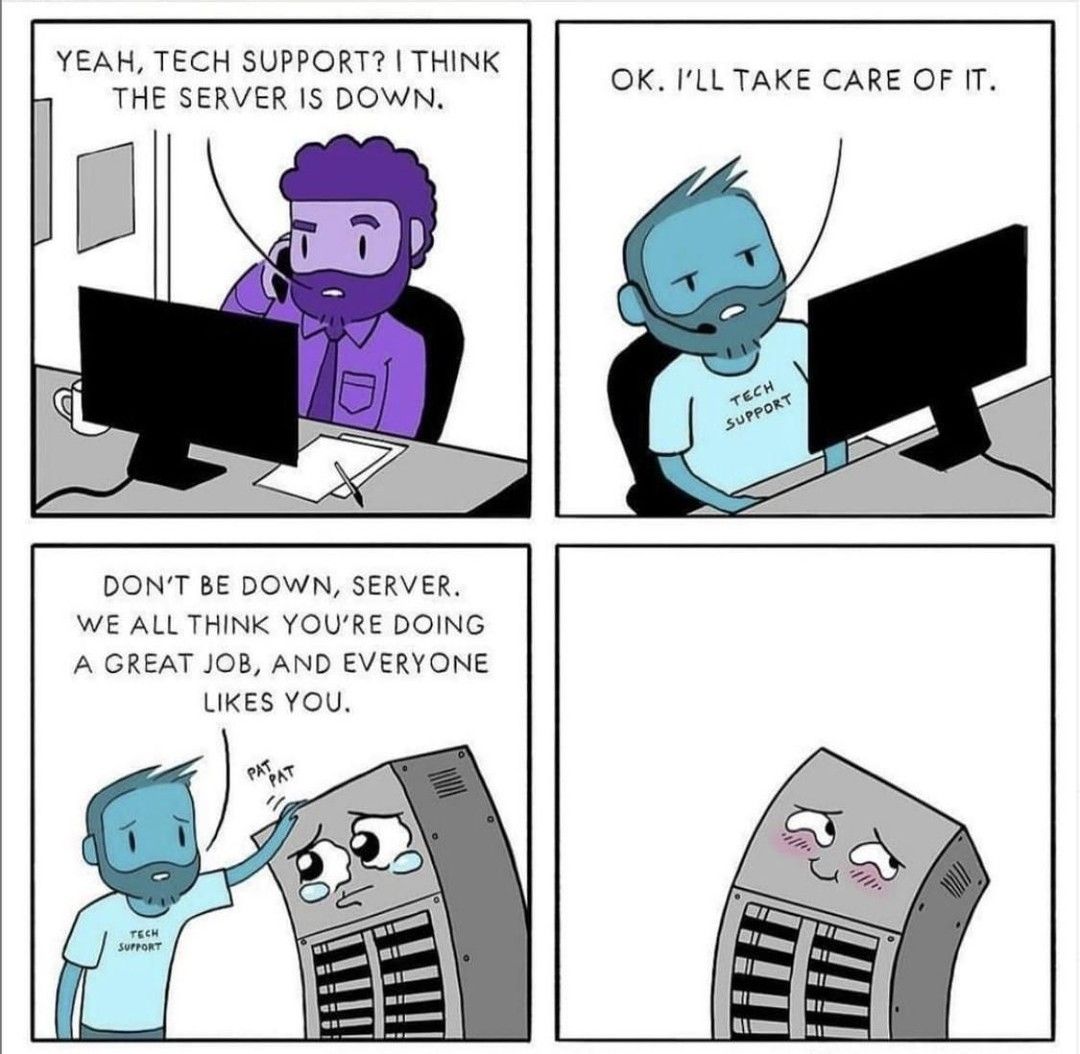 YEAH, TECH SUPPORT? I THINK
THE SERVER IS DOWN.
OK. I'LL TAKE CARE OF IT.
TECH
SUPPORT
DON'T BE DOWN, SERVER.
WE ALL THINK YOU'RE DOING
A GREAT JOB, AND EVERYONE
LIKES YOU.
PAT
PAT
TECH
SUPPORT